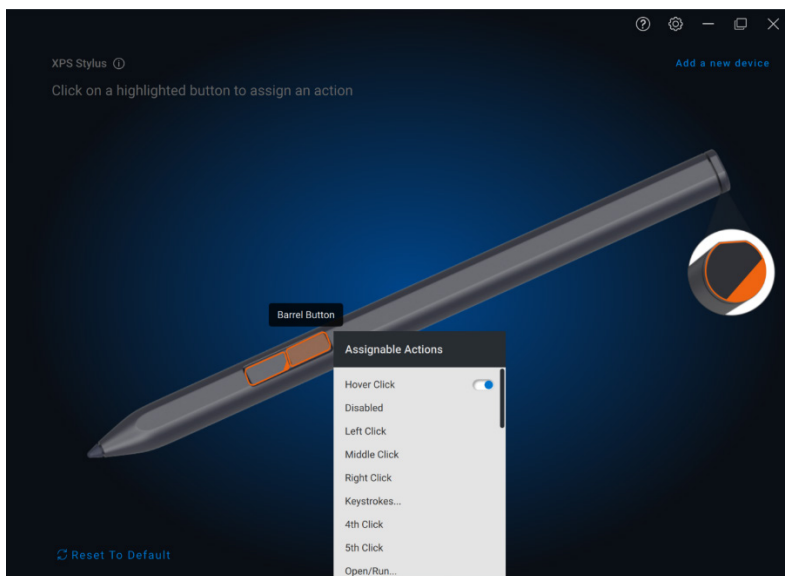 XPS Stylus
Add a new device
Click on a highlighted button to assign an action
Barrel Button
Assignable Actions
Hover Click
Disabled
Left Click
Middle Click
Right Click
Keystrokes...
4th Click
5th Click
Open/Run...
Reset To Default